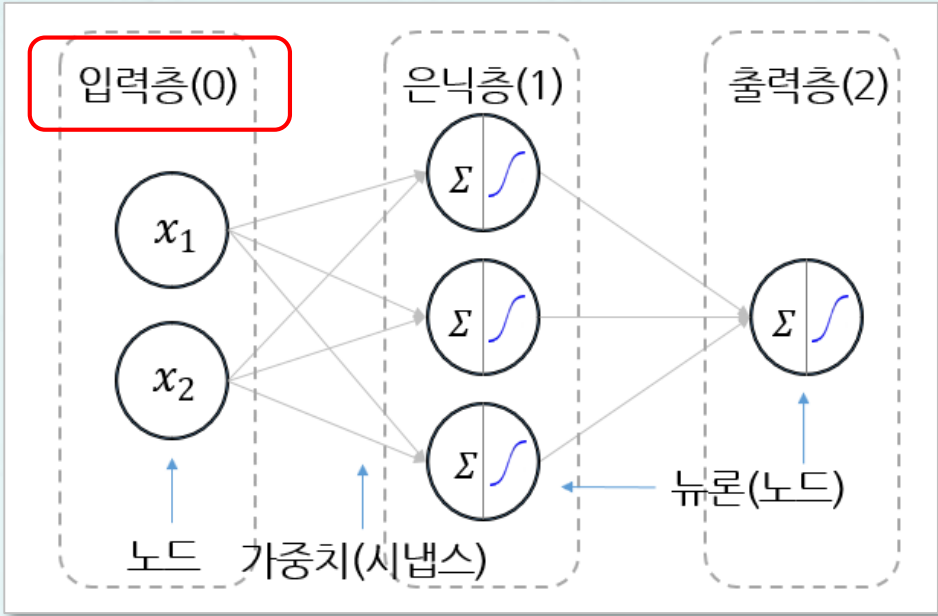 입력층(0)
은닉층(1)
출력층(2)
x₁
x₂
Σ
Σ
Σ
Σ
노드
가중치(시냅스)
뉴론(노드)